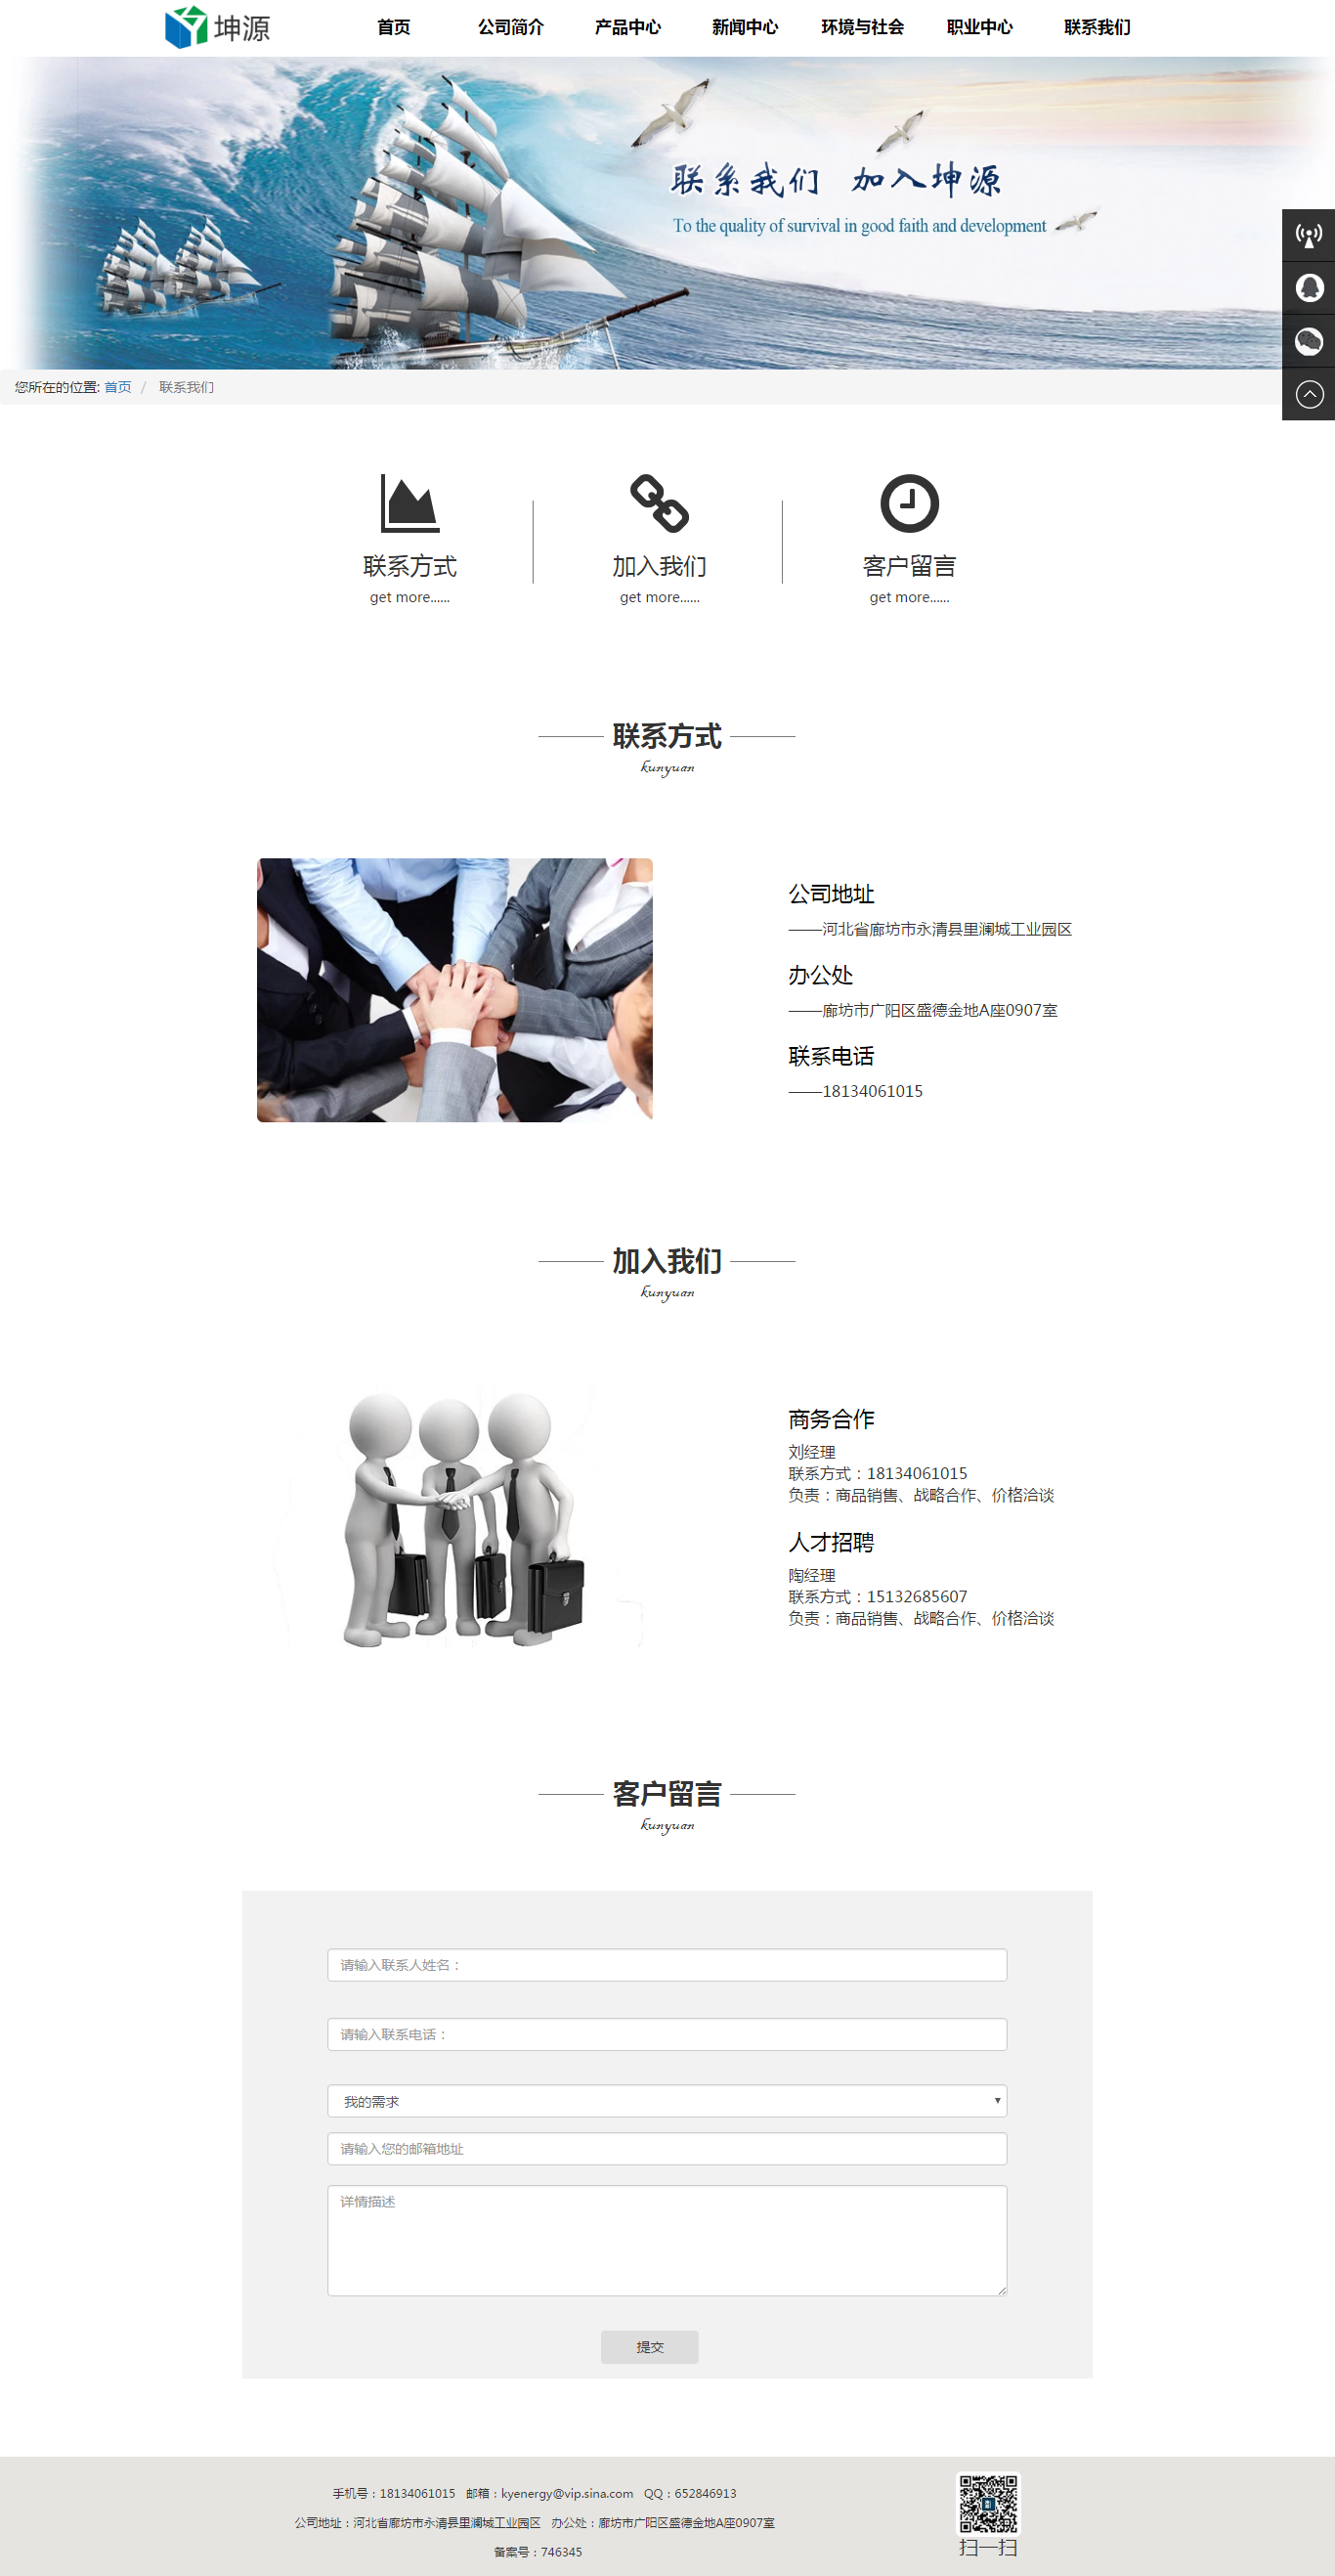 坤源
首页 公司简介 产品中心 新闻中心 环境与社会 职业中心 联系我们
联系我们 加入坤源
To the quality of survival in good faith and development
您所在的位置: 首页 / 联系我们
联系方式 加入我们 客户留言
get more...... get more...... get more......
联系方式
kunyuan
公司地址
——河北省廊坊市永清县里澜城工业园区
办公处
——廊坊市广阳区盛德金地A座0907室
联系电话
——18134061015
加入我们
kunyuan
商务合作
刘经理
联系方式：18134061015
负责：商品销售、战略合作、价格洽谈
人才招聘
陶经理
联系方式：15132685607
负责：商品销售、战略合作、价格洽谈
客户留言
kunyuan
请输入联系人姓名：
请输入联系电话：
我的需求
请输入您的邮箱地址
详情描述
提交
手机号：18134061015 邮箱：kyenergy@vip.sina.com QQ：652846913
公司地址：河北省廊坊市永清县里澜城工业园区 办公处：廊坊市广阳区盛德金地A座0907室
备案号：746345
扫一扫